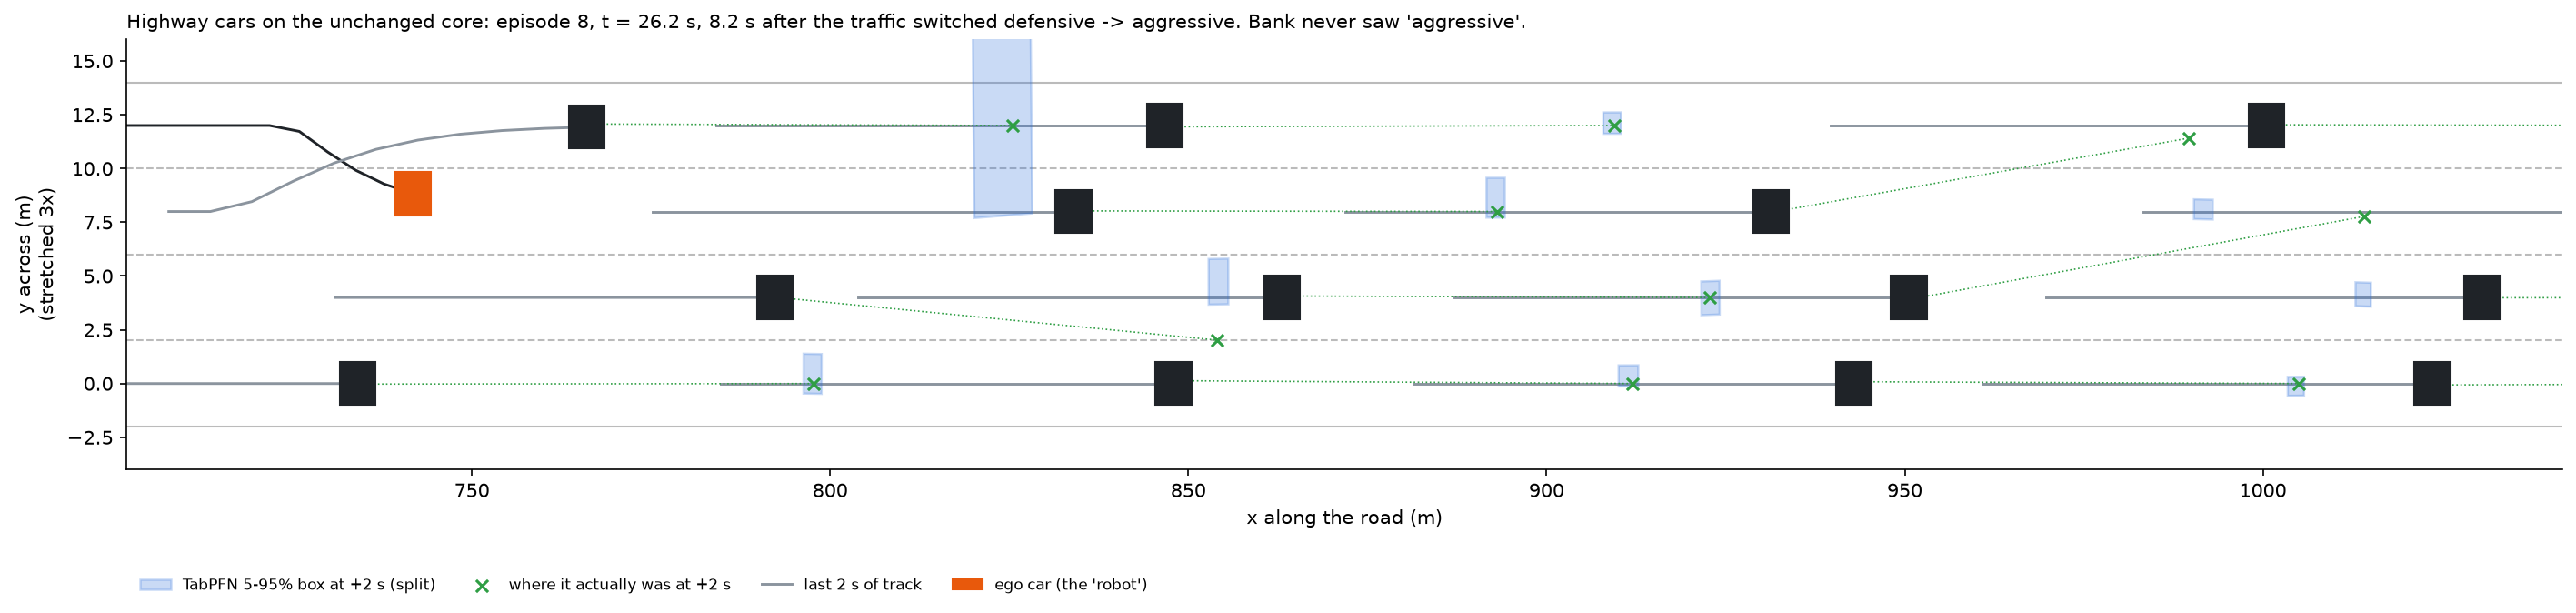 Highway cars on the unchanged core: episode 8, t = 26.2 s, 8.2 s after the traffic switched defensive -> aggressive. Bank never saw 'aggressive'.
15.0
12.5
10.0
7.5
5.0
2.5
0.0
−2.5
y across (m)
(stretched 3x)
750
800
850
900
950
1000
x along the road (m)
TabPFN 5-95% box at +2 s (split)
where it actually was at +2 s
last 2 s of track
ego car (the 'robot')